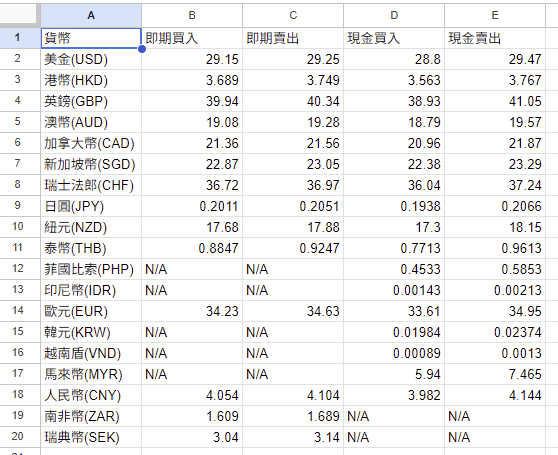 A B C D E
1 貨幣 即期買入 即期賣出 現金買入 現金賣出
2 美金(USD) 29.15 29.25 28.8 29.47
3 港幣(HKD) 3.689 3.749 3.563 3.767
4 英鎊(GBP) 39.94 40.34 38.93 41.05
5 澳幣(AUD) 19.08 19.28 18.79 19.57
6 加拿大幣(CAD) 21.36 21.56 20.96 21.87
7 新加坡幣(SGD) 22.87 23.05 22.38 23.29
8 瑞士法郎(CHF) 36.72 36.97 36.04 37.24
9 日圓(JPY) 0.2011 0.2051 0.1938 0.2066
10 紐元(NZD) 17.68 17.88 17.3 18.15
11 泰幣(THB) 0.8847 0.9247 0.7713 0.9613
12 菲國比索(PHP) N/A N/A 0.4533 0.5853
13 印尼幣(IDR) N/A N/A 0.00143 0.00213
14 歐元(EUR) 34.23 34.63 33.61 34.95
15 韓元(KRW) N/A N/A 0.01984 0.02374
16 越南盾(VND) N/A N/A 0.00089 0.0013
17 馬來幣(MYR) N/A N/A 5.94 7.465
18 人民幣(CNY) 4.054 4.104 3.982 4.144
19 南非幣(ZAR) 1.609 1.689 N/A N/A
20 瑞典幣(SEK) 3.04 3.14 N/A N/A